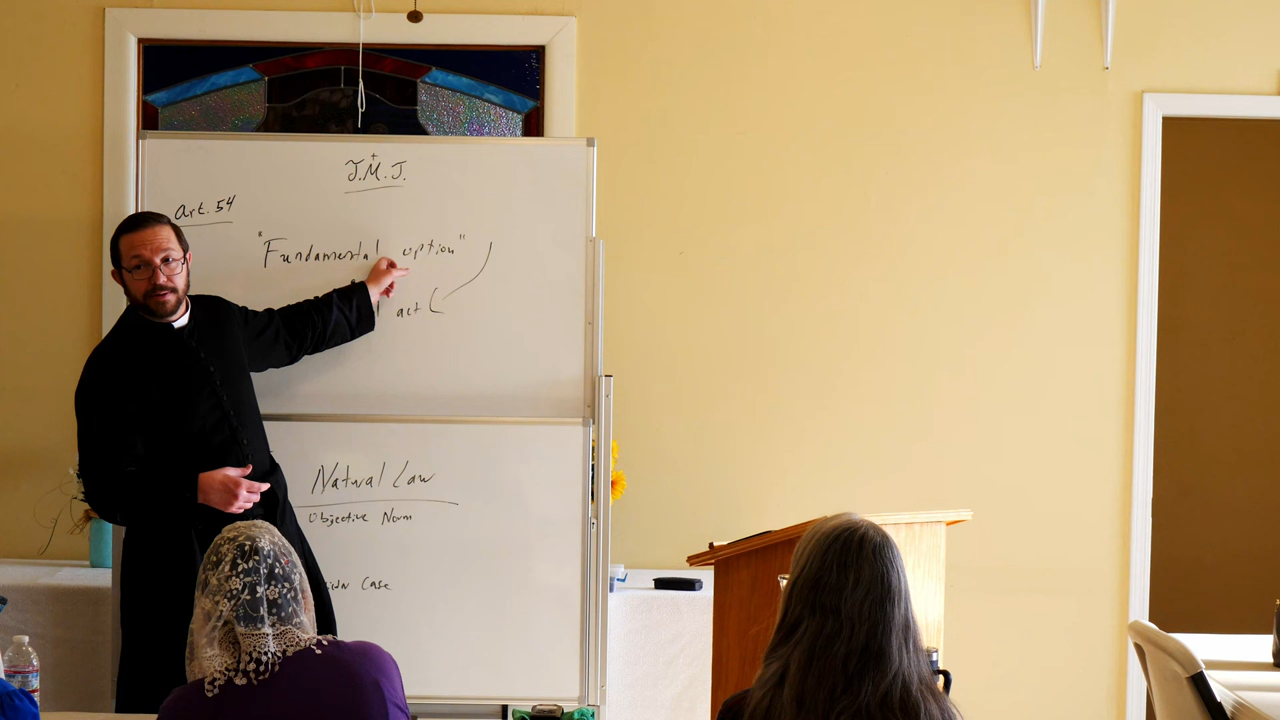 J.M.J.
Art. 54
"Fundamental option"
act
Natural Law
Objective Norm
Case